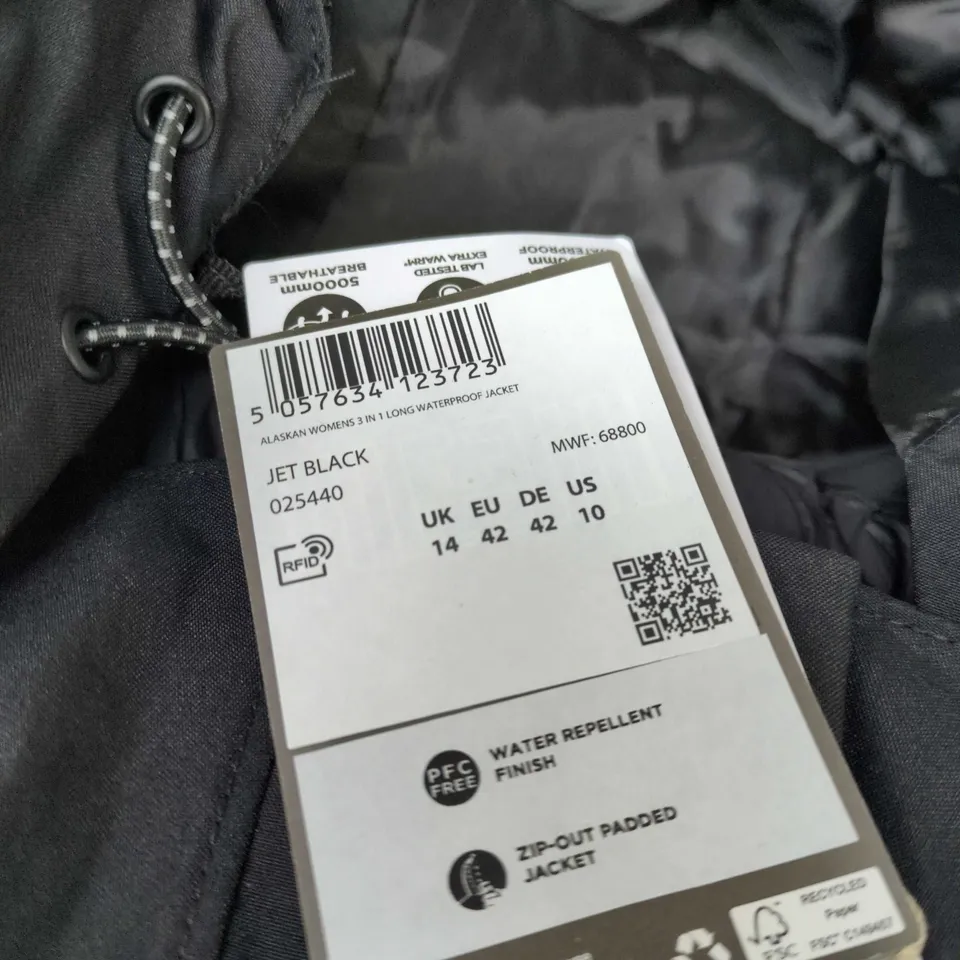 5000mm
BREATHABLE
LAB TESTED
EXTRA WARM*
WATERPROOF
5 057634 123723
ALASKAN WOMENS 3 IN 1 LONG WATERPROOF JACKET
JET BLACK
MWF: 68800
025440
UK EU DE US
14 42 42 10
RFID
PFC
FREE
WATER REPELLENT
FINISH
ZIP-OUT PADDED
JACKET
RECYCLED
Paper
FSC